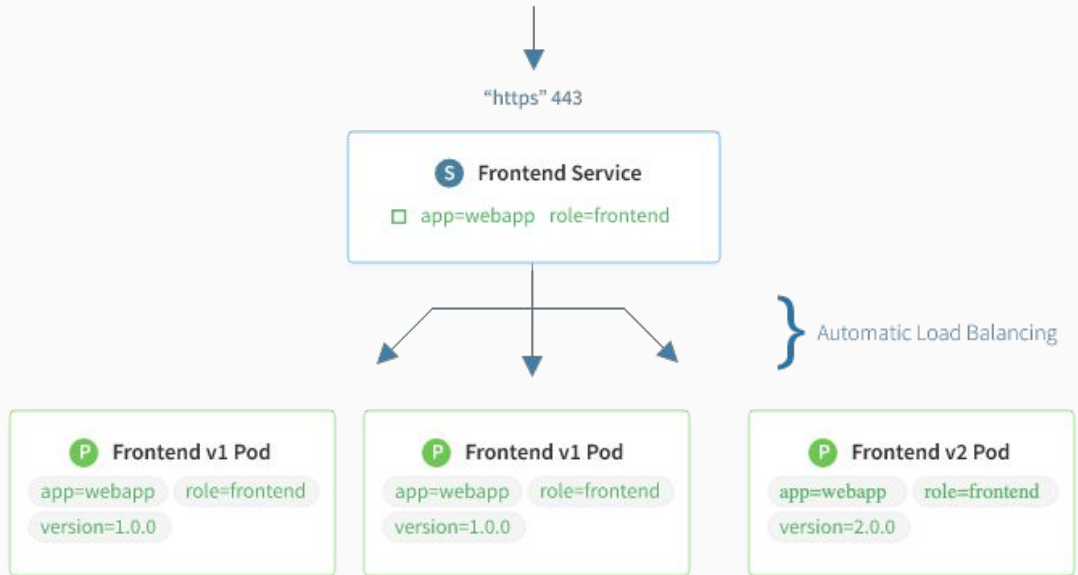 “https” 443
S Frontend Service
app=webapp role=frontend
Automatic Load Balancing
P Frontend v1 Pod
app=webapp role=frontend
version=1.0.0
P Frontend v1 Pod
app=webapp role=frontend
version=1.0.0
P Frontend v2 Pod
app=webapp role=frontend
version=2.0.0